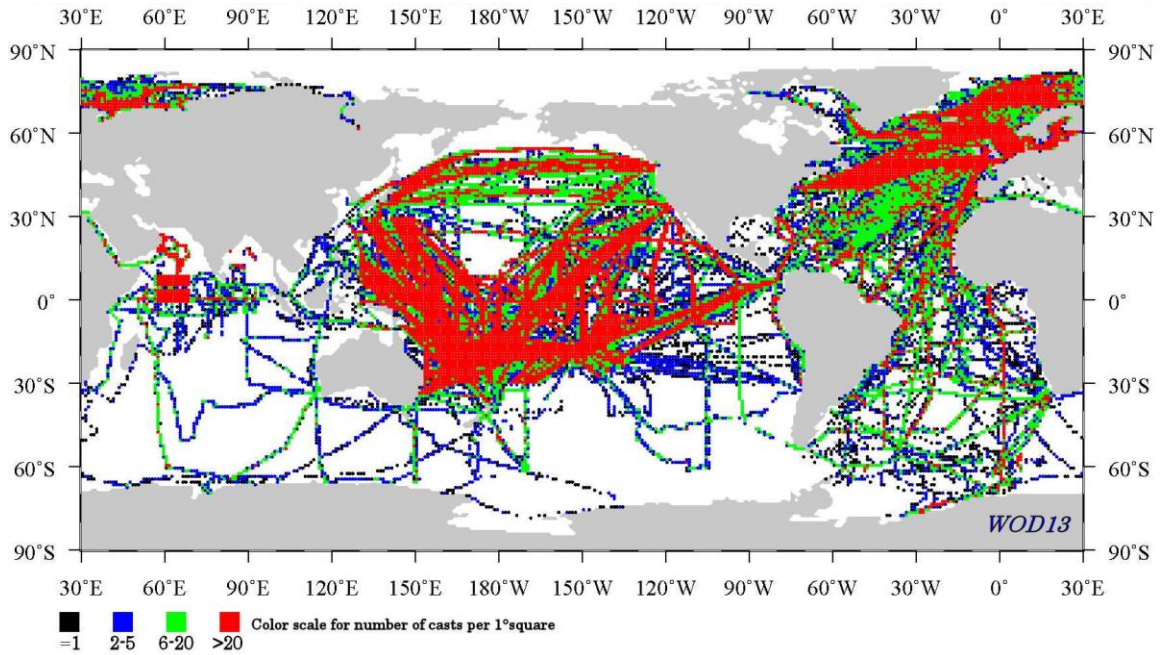 30˚E 60˚E 90˚E 120˚E 150˚E 180˚W 150˚W 120˚W 90˚W 60˚W 30˚W 0˚ 30˚E
90˚N 90˚N
60˚N 60˚N
30˚N 30˚N
0˚ 0˚
30˚S 30˚S
60˚S 60˚S
WOD13
90˚S 90˚S
30˚E 60˚E 90˚E 120˚E 150˚E 180˚W 150˚W 120˚W 90˚W 60˚W 30˚W 0˚ 30˚E
Color scale for number of casts per 1°square
=1 2-5 6-20 >20